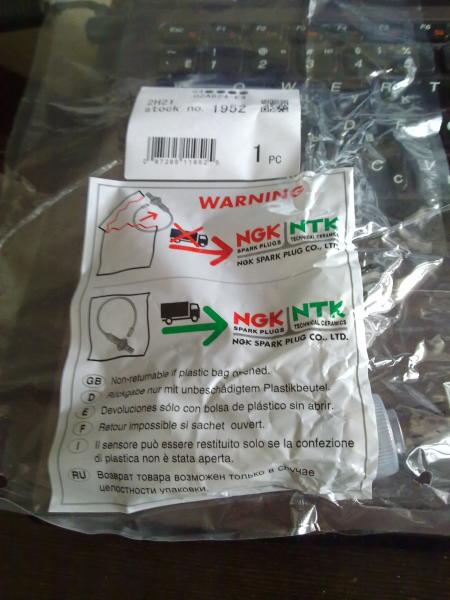 2H21
stock no. 1952
1 PC
WARNING
NGK NTK
SPARK PLUGS TECHNICAL CERAMICS
NGK SPARK PLUG CO., LTD.
NGK NTK
SPARK PLUGS TECHNICAL CERAMICS
NGK SPARK PLUG CO., LTD.
GB Non-returnable if plastic bag opened.
D Rückgabe nur mit unbeschädigtem Plastikbeutel.
E Devoluciones sólo con bolsa de plástico sin abrir.
F Retour impossible si sachet ouvert.
I Il sensore può essere restituito solo se la confezione
di plastica non è stata aperta.
RU Возврат товара возможен только в случае
целостности упаковки.
W E R T
D
C